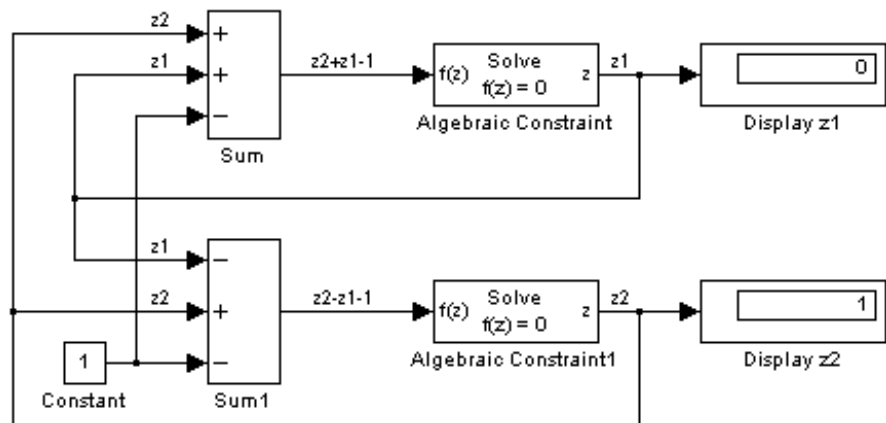 z2
+
z1
+
−
Sum
z2+z1-1
f(z)
Solve
f(z) = 0
z
Algebraic Constraint
z1
0
Display z1
z1
−
z2
+
−
1
Constant
Sum1
z2-z1-1
f(z)
Solve
f(z) = 0
z
Algebraic Constraint1
z2
1
Display z2